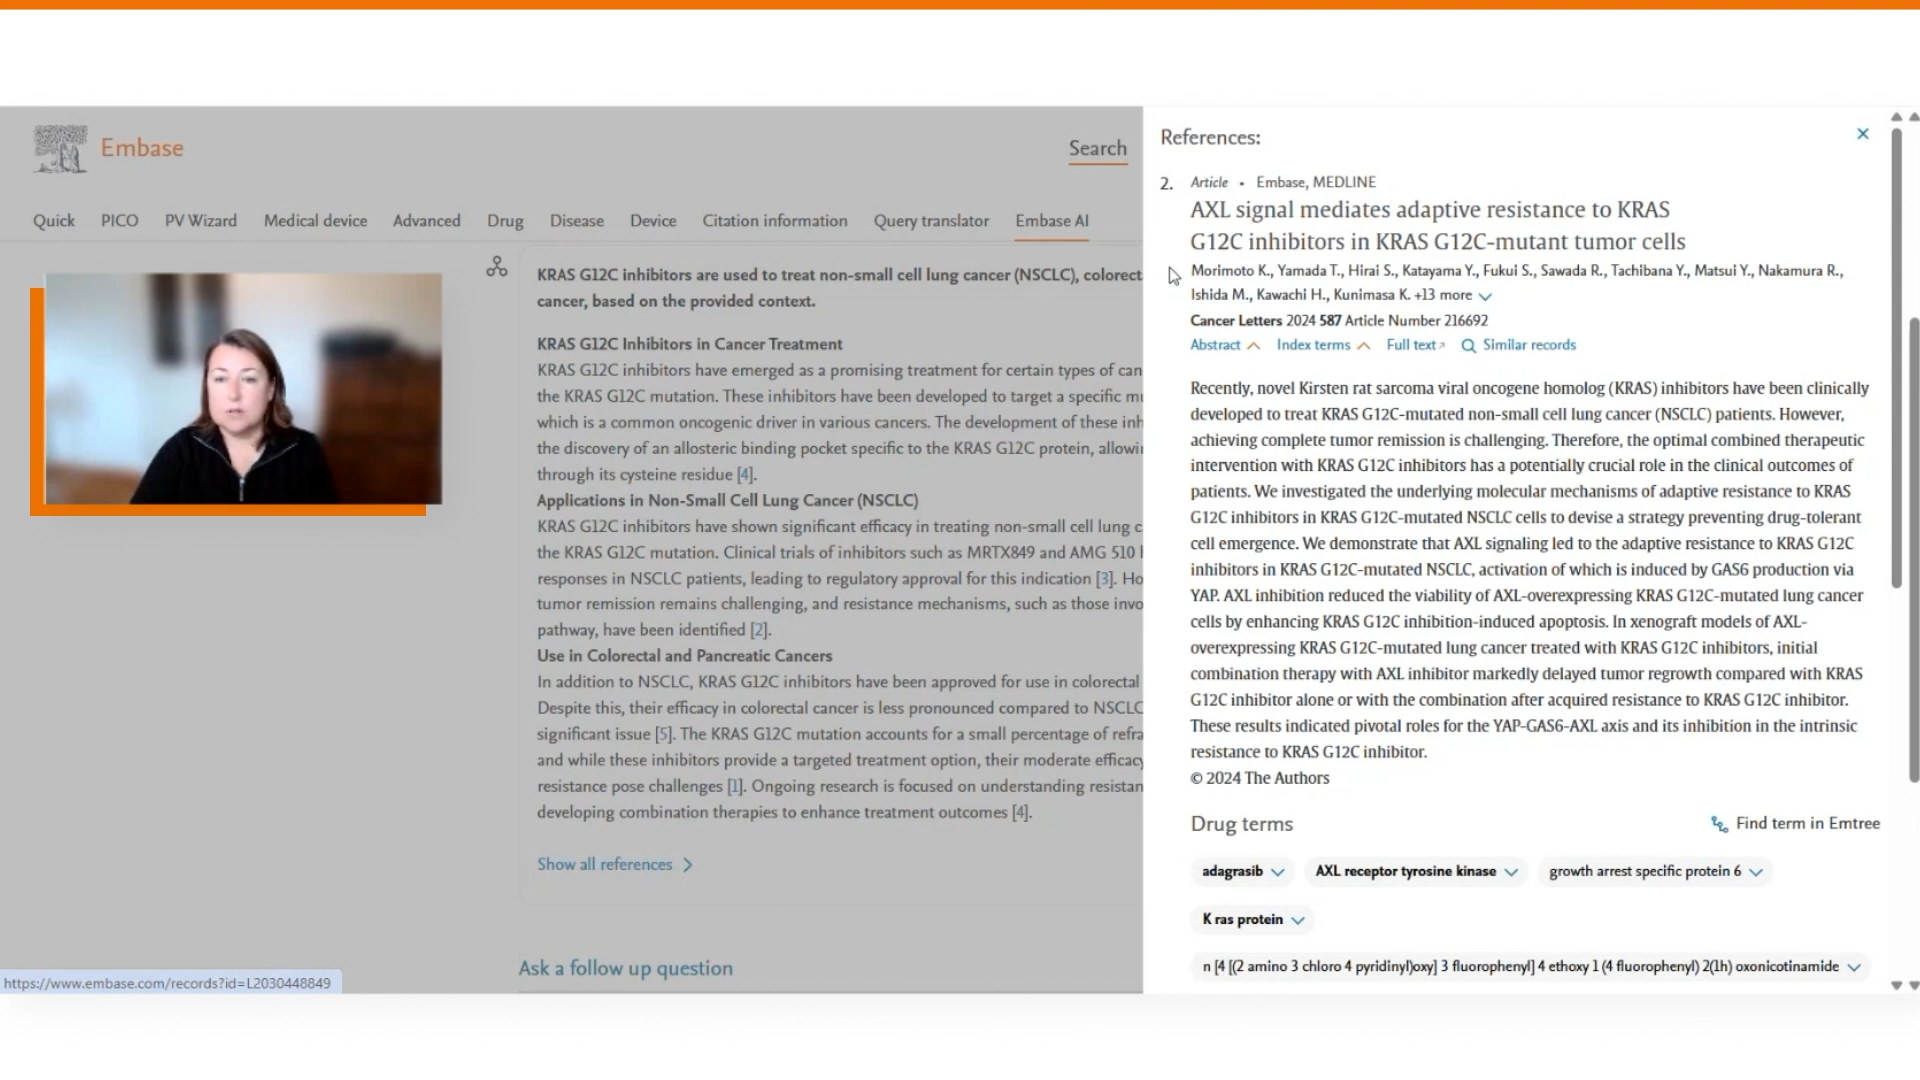 Embase
Search
Quick
PICO
PV Wizard
Medical device
Advanced
Drug
Disease
Device
Citation information
Query translator
Embase AI
KRAS G12C inhibitors are used to treat non-small cell lung cancer (NSCLC), colorect
cancer, based on the provided context.
KRAS G12C Inhibitors in Cancer Treatment
KRAS G12C inhibitors have emerged as a promising treatment for certain types of can
the KRAS G12C mutation. These inhibitors have been developed to target a specific mu
which is a common oncogenic driver in various cancers. The development of these inh
the discovery of an allosteric binding pocket specific to the KRAS G12C protein, allowi
through its cysteine residue [4].
Applications in Non-Small Cell Lung Cancer (NSCLC)
KRAS G12C inhibitors have shown significant efficacy in treating non-small cell lung c
the KRAS G12C mutation. Clinical trials of inhibitors such as MRTX849 and AMG 510 h
responses in NSCLC patients, leading to regulatory approval for this indication [3]. Ho
tumor remission remains challenging, and resistance mechanisms, such as those invo
pathway, have been identified [2].
Use in Colorectal and Pancreatic Cancers
In addition to NSCLC, KRAS G12C inhibitors have been approved for use in colorectal
Despite this, their efficacy in colorectal cancer is less pronounced compared to NSCLC
significant issue [5]. The KRAS G12C mutation accounts for a small percentage of refra
and while these inhibitors provide a targeted treatment option, their moderate efficacy
resistance pose challenges [1]. Ongoing research is focused on understanding resistan
developing combination therapies to enhance treatment outcomes [4].
Show all references
Ask a follow up question
https://www.embase.com/records?id=L2030448849
References:
2. Article • Embase, MEDLINE
AXL signal mediates adaptive resistance to KRAS
G12C inhibitors in KRAS G12C-mutant tumor cells
Morimoto K., Yamada T., Hirai S., Katayama Y., Fukui S., Sawada R., Tachibana Y., Matsui Y., Nakamura R.,
Ishida M., Kawachi H., Kunimasa K. +13 more
Cancer Letters 2024 587 Article Number 216692
Abstract Index terms Full text Similar records
Recently, novel Kirsten rat sarcoma viral oncogene homolog (KRAS) inhibitors have been clinically
developed to treat KRAS G12C-mutated non-small cell lung cancer (NSCLC) patients. However,
achieving complete tumor remission is challenging. Therefore, the optimal combined therapeutic
intervention with KRAS G12C inhibitors has a potentially crucial role in the clinical outcomes of
patients. We investigated the underlying molecular mechanisms of adaptive resistance to KRAS
G12C inhibitors in KRAS G12C-mutated NSCLC cells to devise a strategy preventing drug-tolerant
cell emergence. We demonstrate that AXL signaling led to the adaptive resistance to KRAS G12C
inhibitors in KRAS G12C-mutated NSCLC, activation of which is induced by GAS6 production via
YAP. AXL inhibition reduced the viability of AXL-overexpressing KRAS G12C-mutated lung cancer
cells by enhancing KRAS G12C inhibition-induced apoptosis. In xenograft models of AXL-
overexpressing KRAS G12C-mutated lung cancer treated with KRAS G12C inhibitors, initial
combination therapy with AXL inhibitor markedly delayed tumor regrowth compared with KRAS
G12C inhibitor alone or with the combination after acquired resistance to KRAS G12C inhibitor.
These results indicated pivotal roles for the YAP-GAS6-AXL axis and its inhibition in the intrinsic
resistance to KRAS G12C inhibitor.
© 2024 The Authors
Drug terms
Find term in Emtree
adagrasib
AXL receptor tyrosine kinase
growth arrest specific protein 6
K ras protein
n [4 [(2 amino 3 chloro 4 pyridinyl)oxy] 3 fluorophenyl] 4 ethoxy 1 (4 fluorophenyl) 2(1h) oxonicotinamide